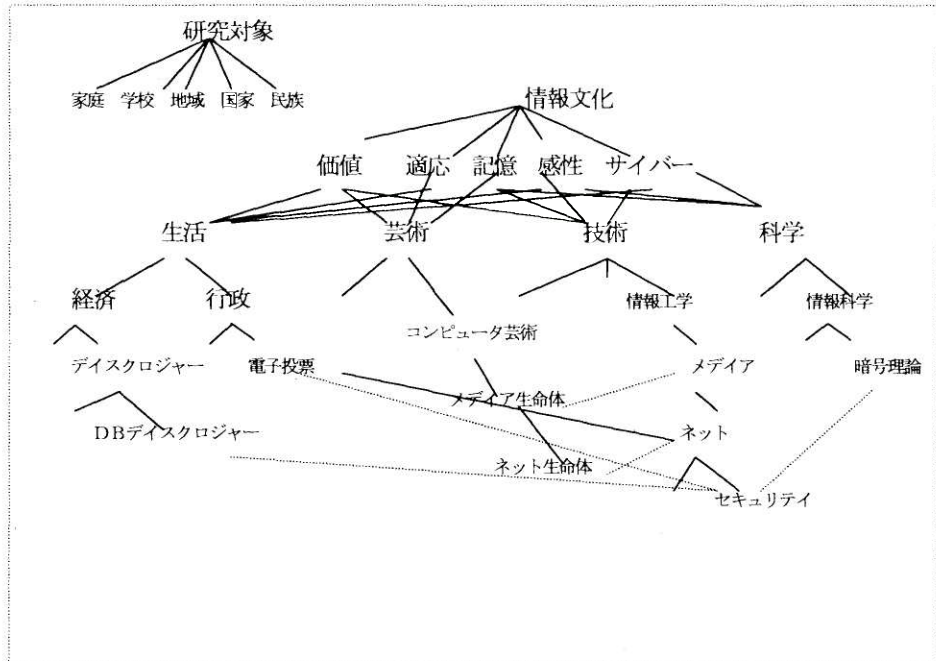 研究対象
家庭 学校 地域 国家 民族
情報文化
価値 適応 記憶 感性 サイバー
生活 芸術 技術 科学
経済 行政 情報工学 情報科学
コンピュータ芸術
デイスクロジャー 電子投票 メデイア 暗号理論
メデイア生命体
DBデイスクロジャー ネット
ネット生命体
セキュリテイ